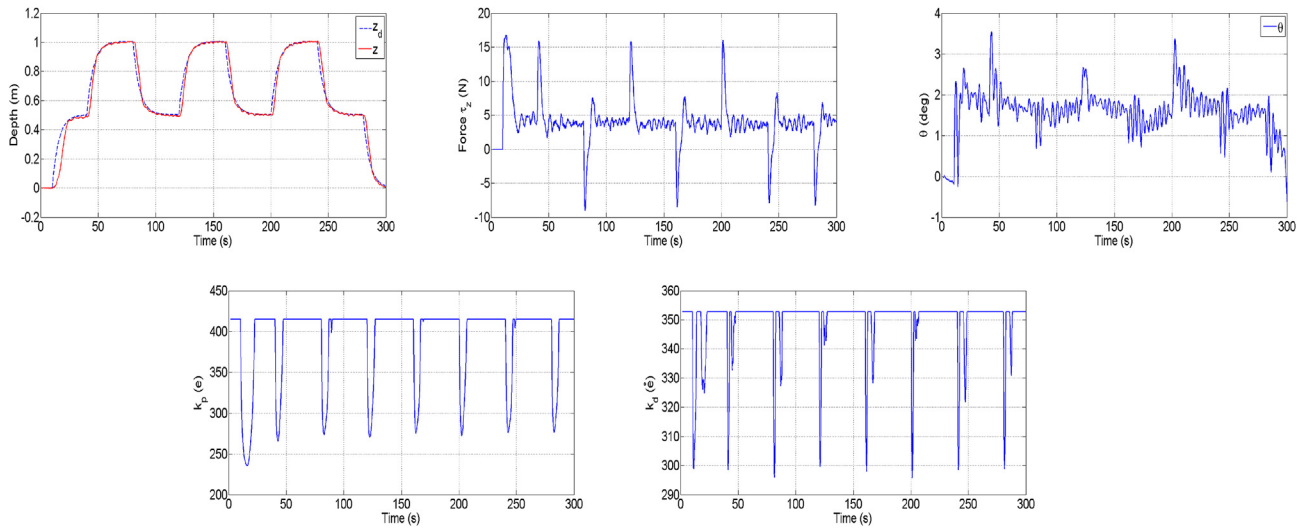 1.2
1
0.8
0.6
0.4
0.2
0
-0.2
Depth (m)
0 50 100 150 200 250 300
Time (s)
z_d
z
20
15
10
5
0
-5
-10
Force τ_z (N)
0 50 100 150 200 250 300
Time (s)
4
3
2
1
0
-1
θ (deg)
0 50 100 150 200 250 300
Time (s)
θ
450
400
350
300
250
200
k_p (e)
0 50 100 150 200 250 300
Time (s)
360
350
340
330
320
310
300
290
k_d (ė)
0 50 100 150 200 250 300
Time (s)